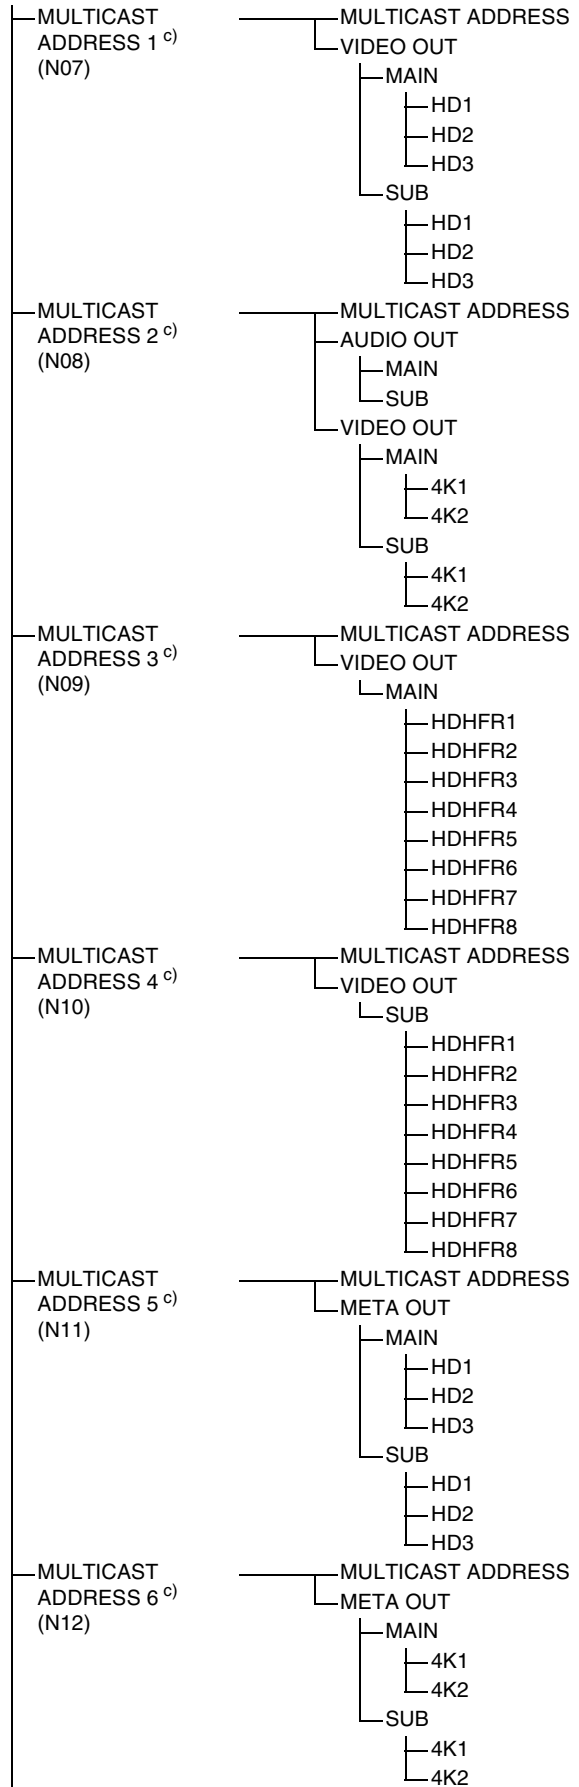 MULTICAST ADDRESS 1 c) (N07)
MULTICAST ADDRESS
VIDEO OUT
MAIN
HD1
HD2
HD3
SUB
HD1
HD2
HD3
MULTICAST ADDRESS 2 c) (N08)
MULTICAST ADDRESS
AUDIO OUT
MAIN
SUB
VIDEO OUT
MAIN
4K1
4K2
SUB
4K1
4K2
MULTICAST ADDRESS 3 c) (N09)
MULTICAST ADDRESS
VIDEO OUT
MAIN
HDHFR1
HDHFR2
HDHFR3
HDHFR4
HDHFR5
HDHFR6
HDHFR7
HDHFR8
MULTICAST ADDRESS 4 c) (N10)
MULTICAST ADDRESS
VIDEO OUT
SUB
HDHFR1
HDHFR2
HDHFR3
HDHFR4
HDHFR5
HDHFR6
HDHFR7
HDHFR8
MULTICAST ADDRESS 5 c) (N11)
MULTICAST ADDRESS
META OUT
MAIN
HD1
HD2
HD3
SUB
HD1
HD2
HD3
MULTICAST ADDRESS 6 c) (N12)
MULTICAST ADDRESS
META OUT
MAIN
4K1
4K2
SUB
4K1
4K2